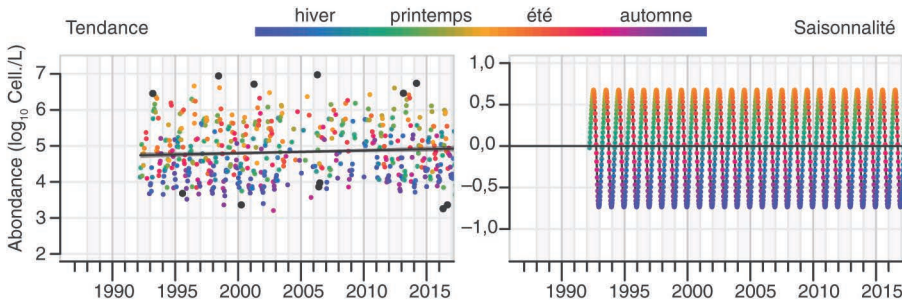 Tendance
hiver printemps été automne
Saisonnalité
Abondance (log10 Cell./L)
7
6
5
4
3
2
1990 1995 2000 2005 2010 2015
1,0
0,5
0,0
−0,5
−1,0
1990 1995 2000 2005 2010 2015